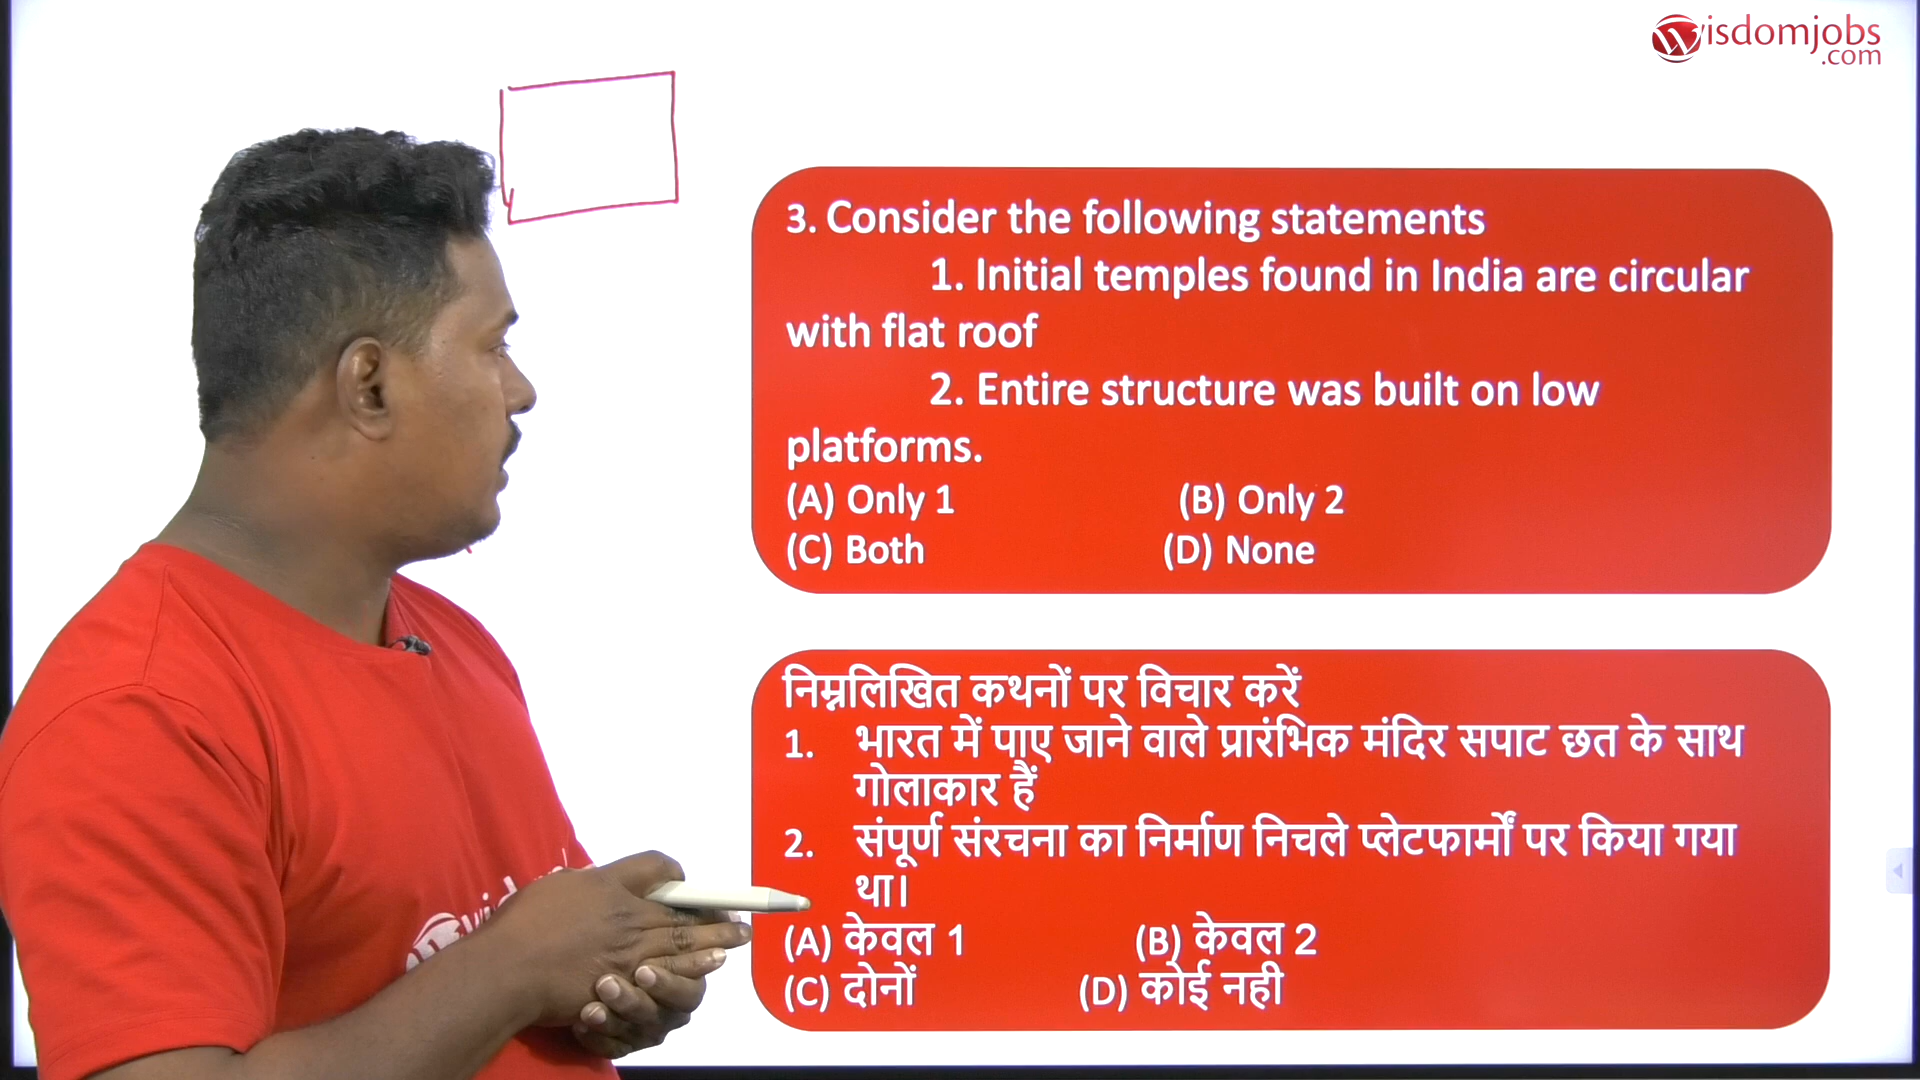 Wisdomjobs
.com
3. Consider the following statements
1. Initial temples found in India are circular
with flat roof
2. Entire structure was built on low
platforms.
(A) Only 1 (B) Only 2
(C) Both (D) None
निम्नलिखित कथनों पर विचार करें
1. भारत में पाए जाने वाले प्रारंभिक मंदिर सपाट छत के साथ
गोलाकार हैं
2. संपूर्ण संरचना का निर्माण निचले प्लेटफार्मों पर किया गया
था।
(A) केवल 1 (B) केवल 2
(C) दोनों (D) कोई नही